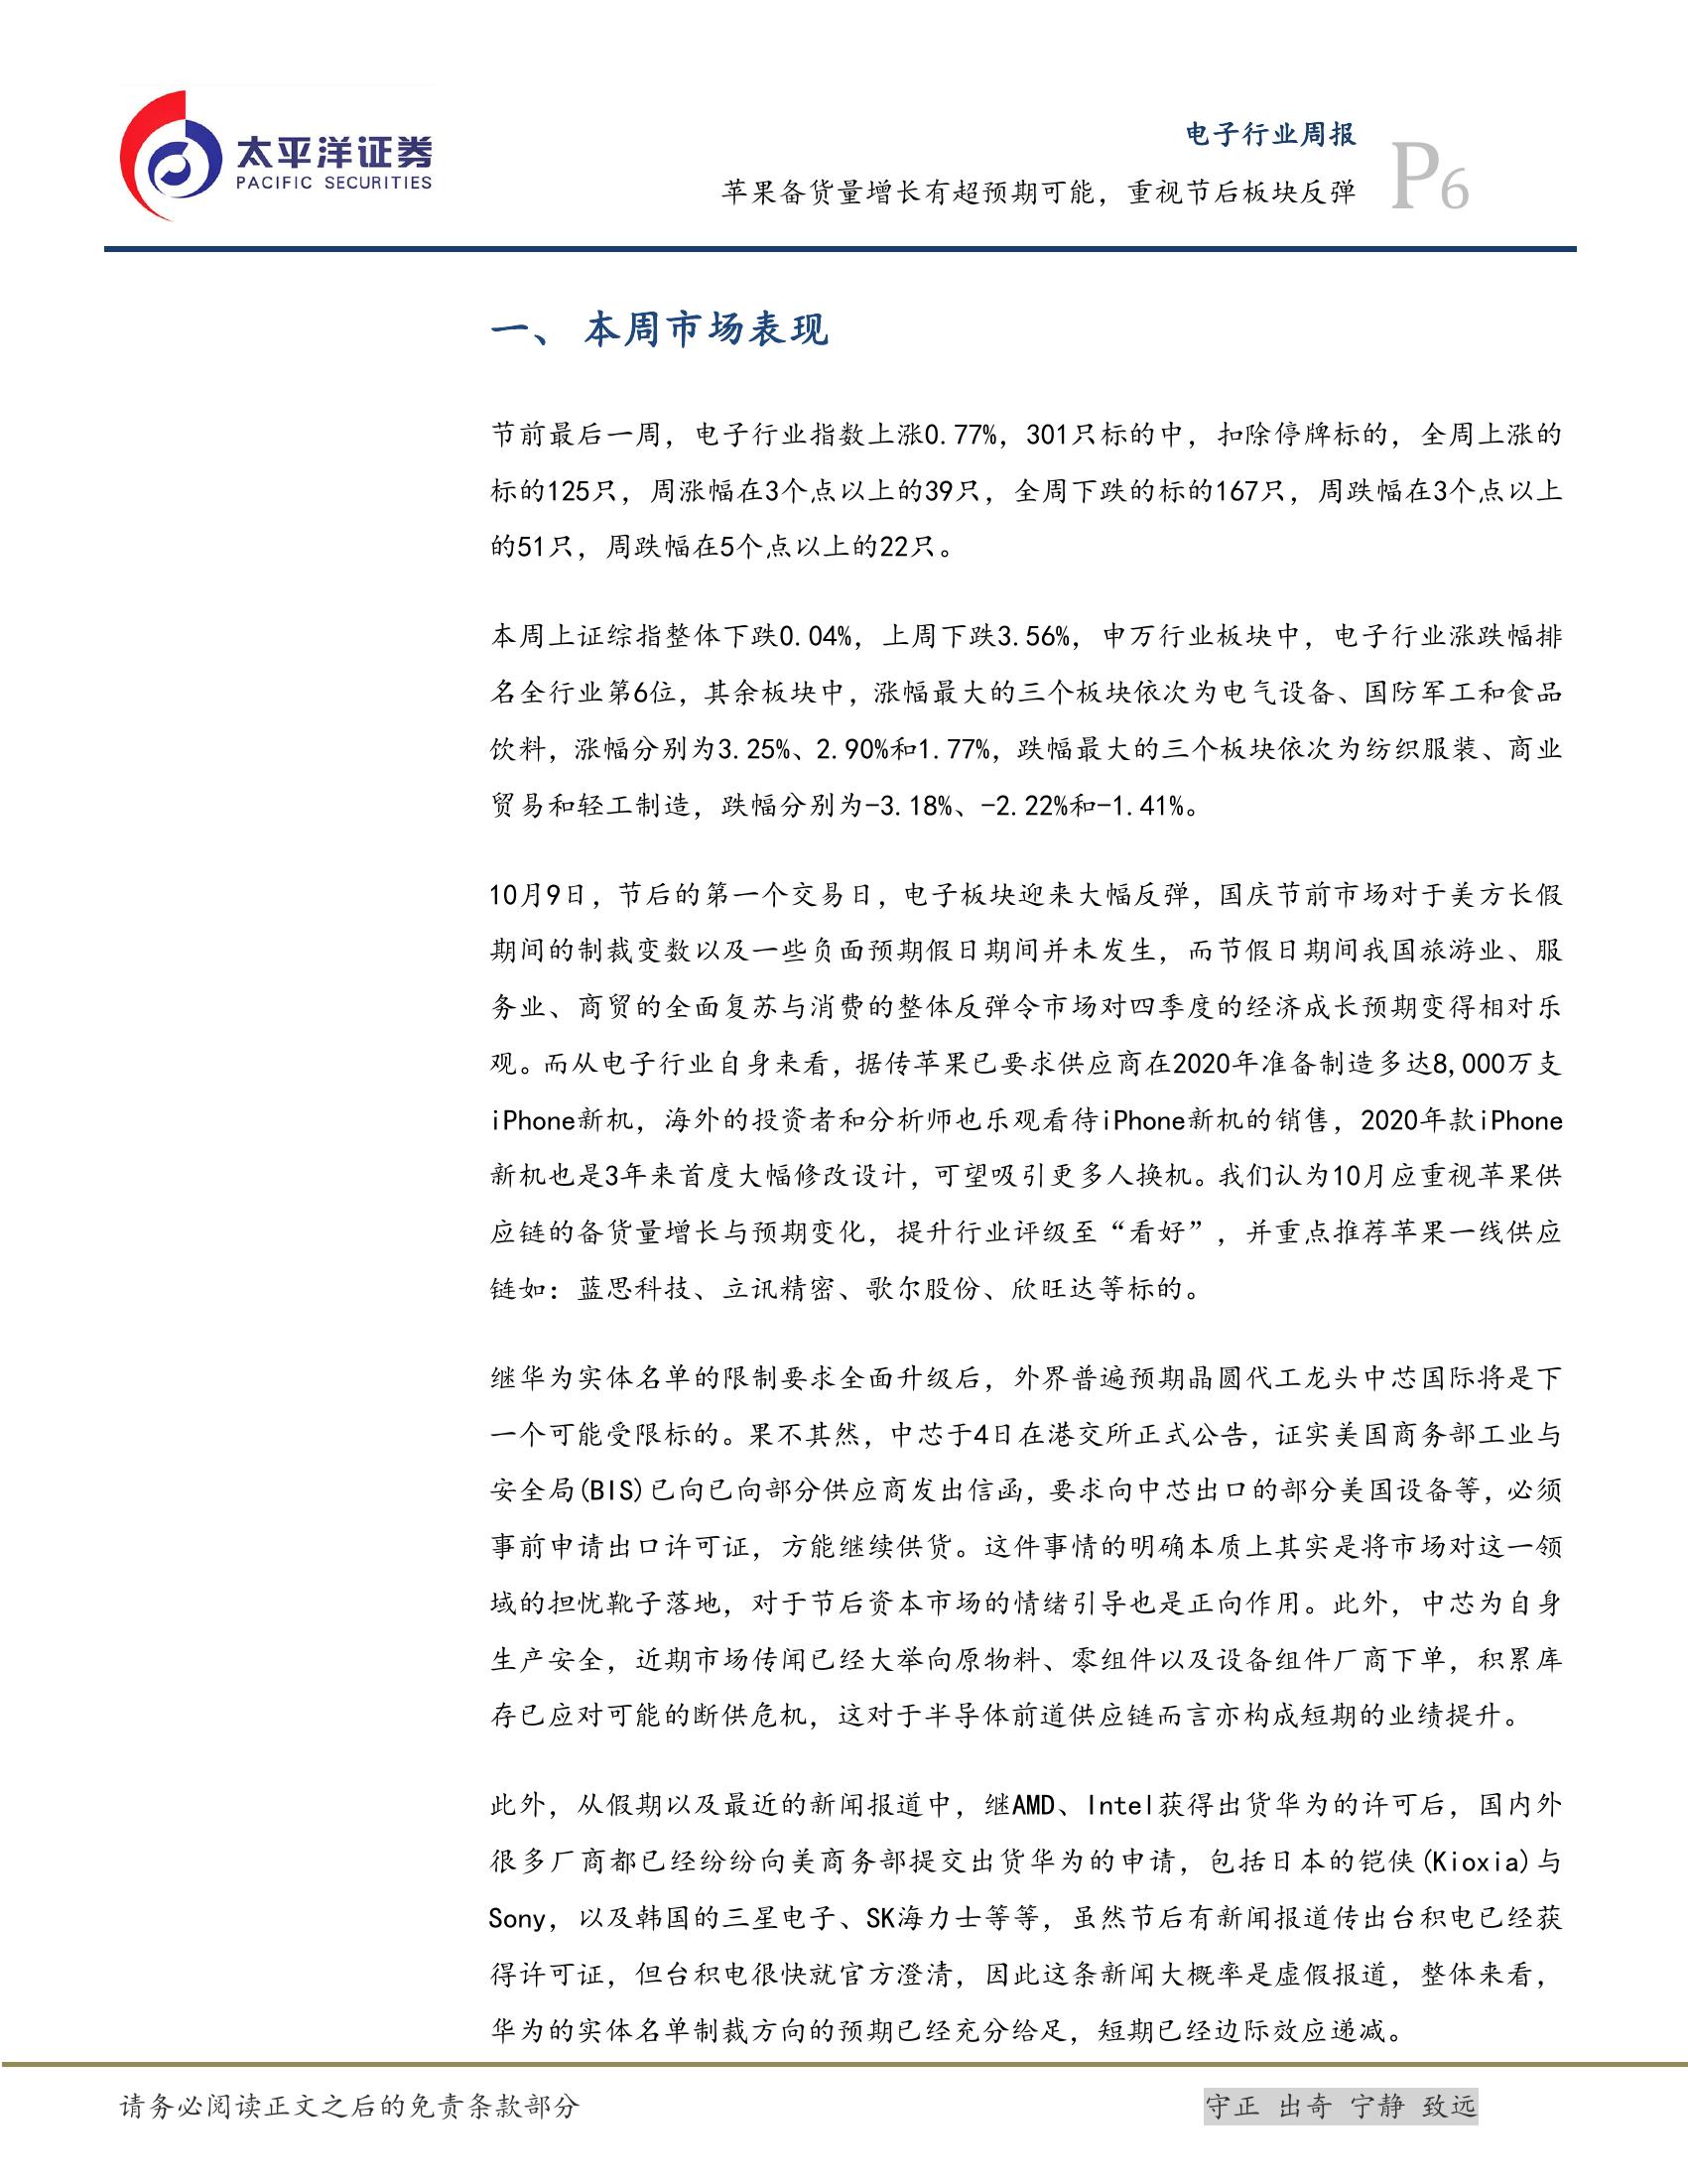 太平洋证券
PACIFIC SECURITIES
电子行业周报
苹果备货量增长有超预期可能，重视节后板块反弹
P6
一、 本周市场表现
节前最后一周，电子行业指数上涨0.77%，301只标的中，扣除停牌标的，全周上涨的
标的125只，周涨幅在3个点以上的39只，全周下跌的标的167只，周跌幅在3个点以上
的51只，周跌幅在5个点以上的22只。
本周上证综指整体下跌0.04%，上周下跌3.56%，申万行业板块中，电子行业涨跌幅排
名全行业第6位，其余板块中，涨幅最大的三个板块依次为电气设备、国防军工和食品
饮料，涨幅分别为3.25%、2.90%和1.77%，跌幅最大的三个板块依次为纺织服装、商业
贸易和轻工制造，跌幅分别为-3.18%、-2.22%和-1.41%。
10月9日，节后的第一个交易日，电子板块迎来大幅反弹，国庆节前市场对于美方长假
期间的制裁变数以及一些负面预期假日期间并未发生，而节假日期间我国旅游业、服
务业、商贸的全面复苏与消费的整体反弹令市场对四季度的经济成长预期变得相对乐
观。而从电子行业自身来看，据传苹果已要求供应商在2020年准备制造多达8,000万支
iPhone新机，海外的投资者和分析师也乐观看待iPhone新机的销售，2020年款iPhone
新机也是3年来首度大幅修改设计，可望吸引更多人换机。我们认为10月应重视苹果供
应链的备货量增长与预期变化，提升行业评级至“看好”，并重点推荐苹果一线供应
链如：蓝思科技、立讯精密、歌尔股份、欣旺达等标的。
继华为实体名单的限制要求全面升级后，外界普遍预期晶圆代工龙头中芯国际将是下
一个可能受限标的。果不其然，中芯于4日在港交所正式公告，证实美国商务部工业与
安全局(BIS)已向已向部分供应商发出信函，要求向中芯出口的部分美国设备等，必须
事前申请出口许可证，方能继续供货。这件事情的明确本质上其实是将市场对这一领
域的担忧靴子落地，对于节后资本市场的情绪引导也是正向作用。此外，中芯为自身
生产安全，近期市场传闻已经大举向原物料、零组件以及设备组件厂商下单，积累库
存已应对可能的断供危机，这对于半导体前道供应链而言亦构成短期的业绩提升。
此外，从假期以及最近的新闻报道中，继AMD、Intel获得出货华为的许可后，国内外
很多厂商都已经纷纷向美商务部提交出货华为的申请，包括日本的铠侠(Kioxia)与
Sony，以及韩国的三星电子、SK海力士等等，虽然节后有新闻报道传出台积电已经获
得许可证，但台积电很快就官方澄清，因此这条新闻大概率是虚假报道，整体来看，
华为的实体名单制裁方向的预期已经充分给足，短期已经边际效应递减。
请务必阅读正文之后的免责条款部分
守正 出奇 宁静 致远